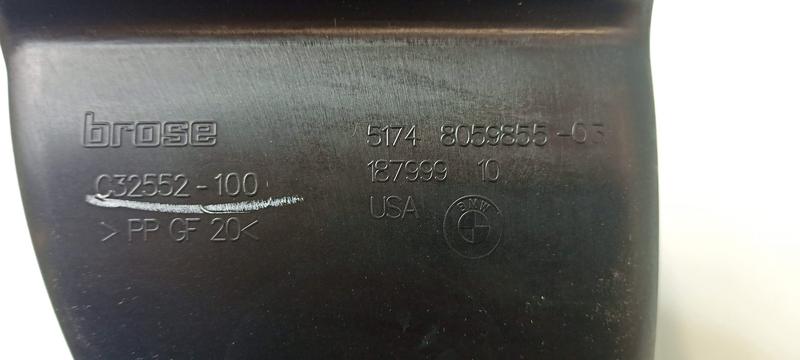 brose
C32552-100
>PP GF 20<
5174 8059855-03
187999 10
USA
BMW